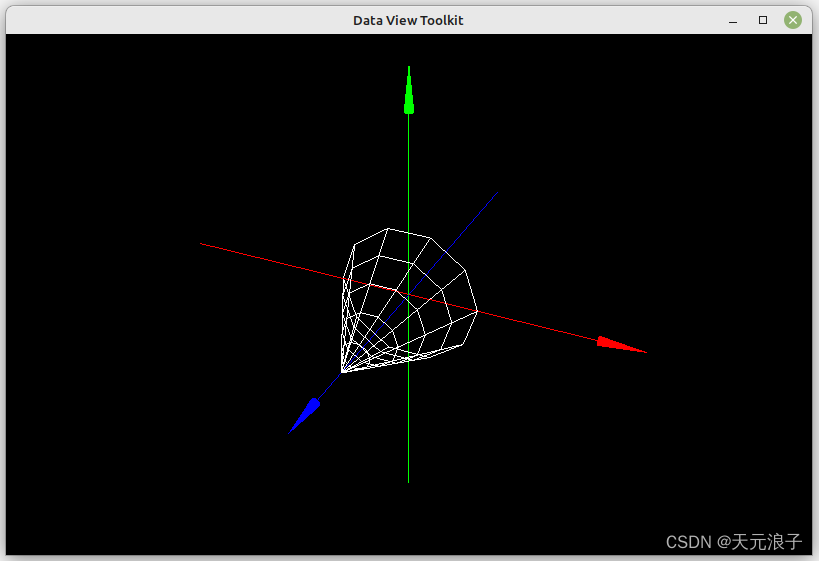 Data View Toolkit
CSDN @天元浪子